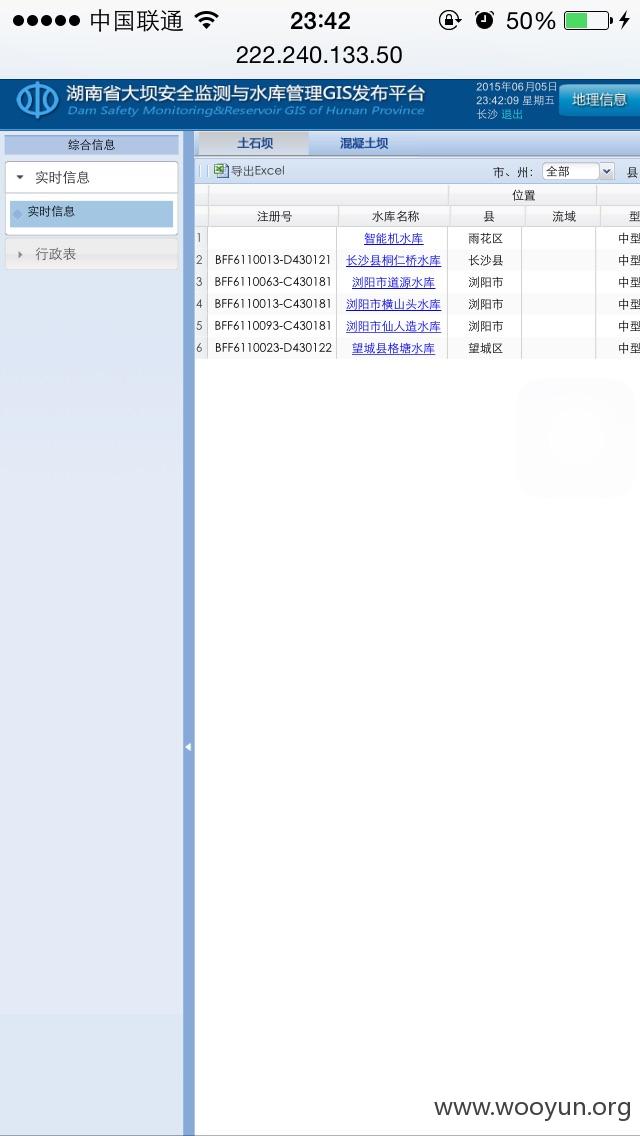 中国联通 23:42 50%
222.240.133.50
湖南省大坝安全监测与水库管理GIS发布平台
Dam Safety Monitoring&Reservoir GIS of Hunan Province
2015年06月05日
23:42:09 星期五
长沙 退出
地理信息
综合信息
实时信息
实时信息
行政表
土石坝 混凝土坝
导出Excel 市、州: 全部 县
位置
注册号 水库名称 县 流域 型
1 智能机水库 雨花区 中型
2 BFF6110013-D430121 长沙县桐仁桥水库 长沙县 中型
3 BFF6110063-C430181 浏阳市道源水库 浏阳市 中型
4 BFF6110013-C430181 浏阳市横山头水库 浏阳市 中型
5 BFF6110093-C430181 浏阳市仙人造水库 浏阳市 中型
6 BFF6110023-D430122 望城县格塘水库 望城区 中型
www.wooyun.org